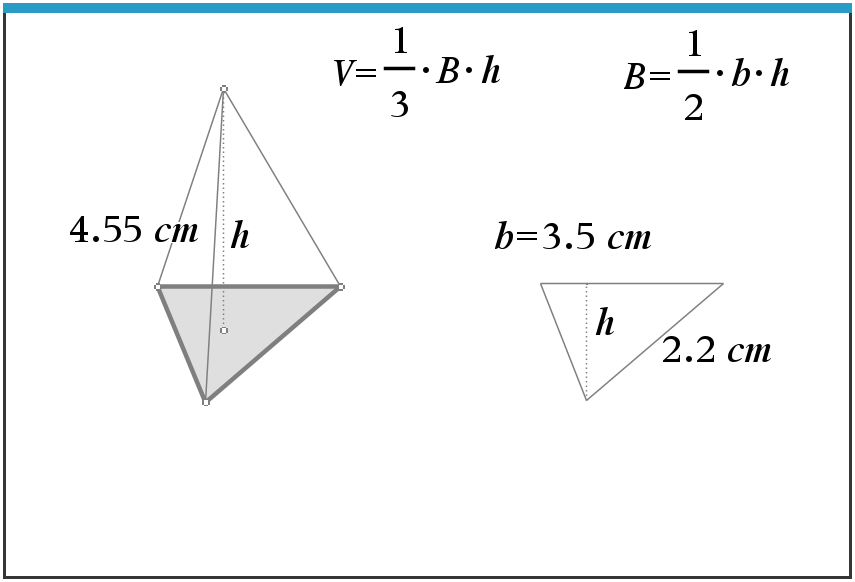 V = 1/3 · B · h
B = 1/2 · b · h
4.55 cm
h
b = 3.5 cm
h
2.2 cm